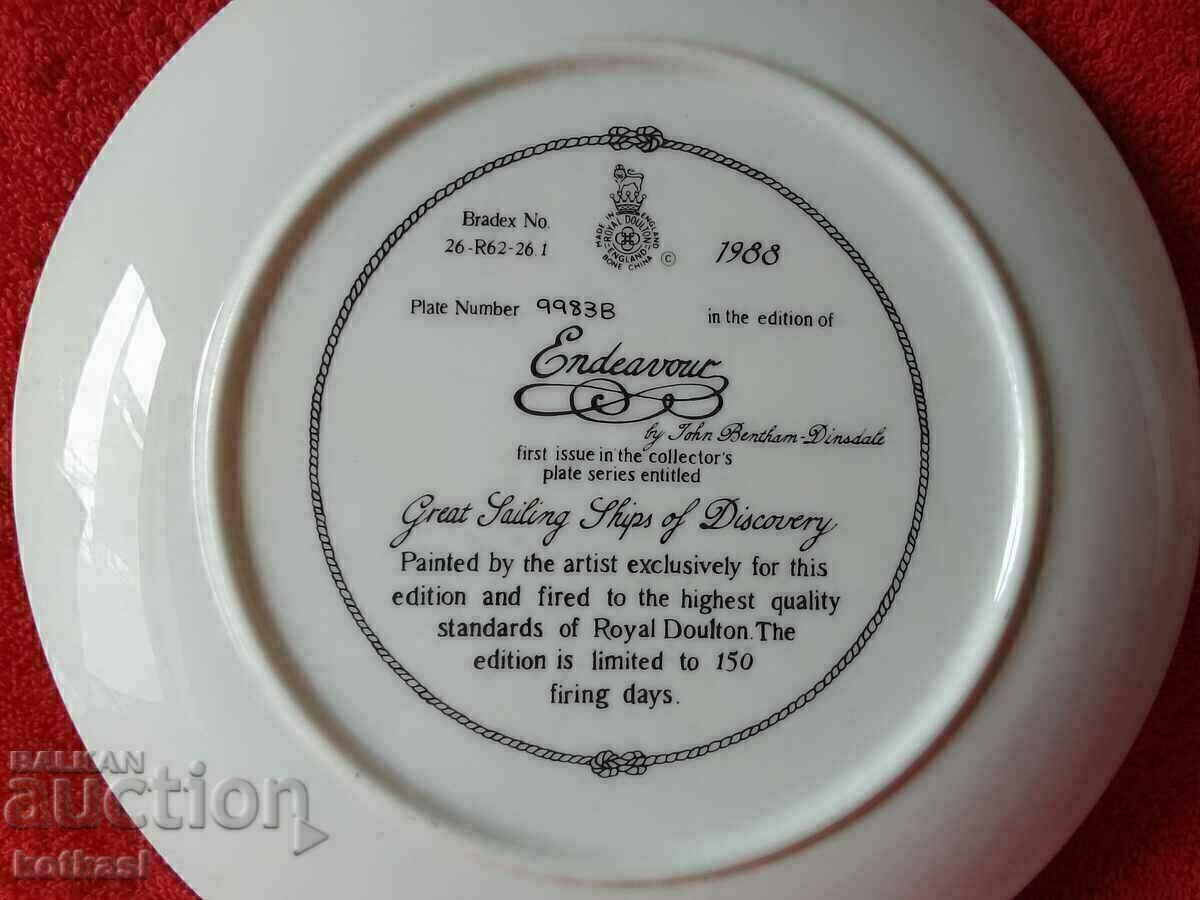 Bradex No.
26-R62-26.1
MADE IN ENGLAND
ROYAL DOULTON
ENGLAND
BONE CHINA
©
1988
Plate Number 9983B in the edition of
Endeavour
by John Bentham-Dinsdale
first issue in the collector's
plate series entitled
Great Sailing Ships of Discovery
Painted by the artist exclusively for this
edition and fired to the highest quality
standards of Royal Doulton. The
edition is limited to 150
firing days.
BALKAN
auction
kotkasl